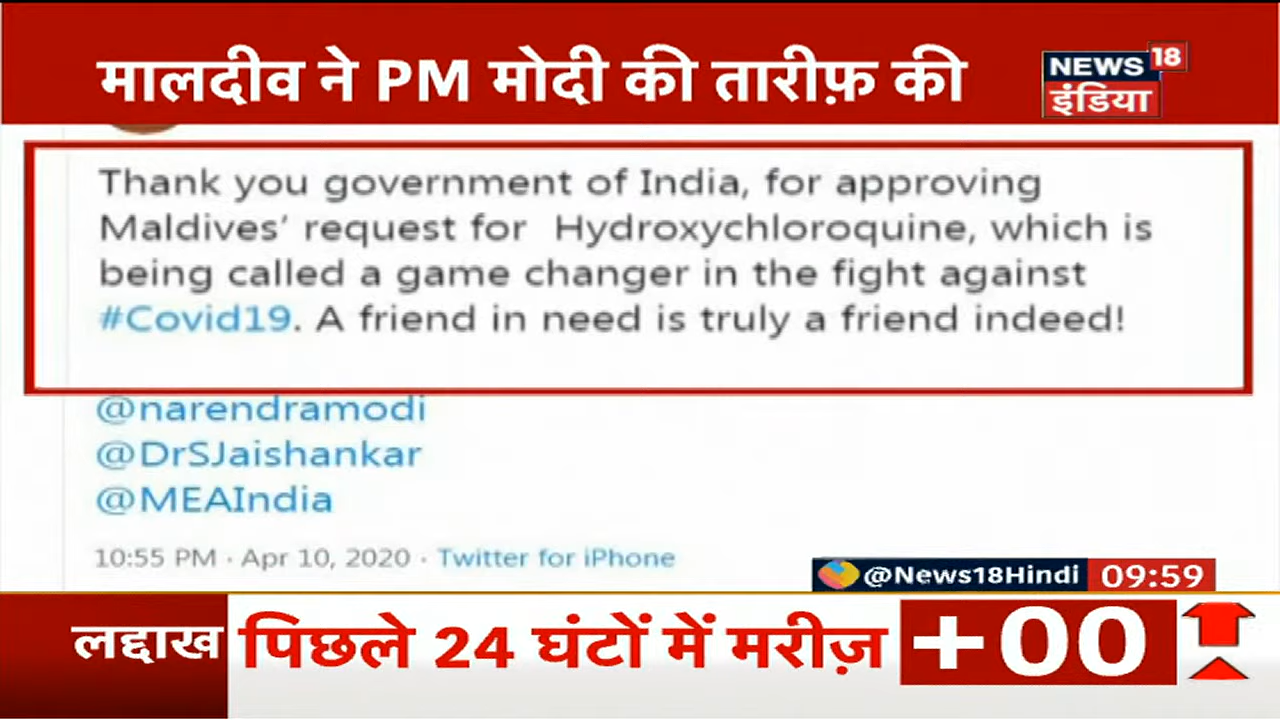 मालदीव ने PM मोदी की तारीफ़ की
NEWS 18
इंडिया
Thank you government of India, for approving
Maldives’ request for Hydroxychloroquine, which is
being called a game changer in the fight against
#Covid19. A friend in need is truly a friend indeed!
@narendramodi
@DrSJaishankar
@MEAIndia
10:55 PM · Apr 10, 2020 · Twitter for iPhone
@News18Hindi 09:59
लद्दाख पिछले 24 घंटों में मरीज़ +00